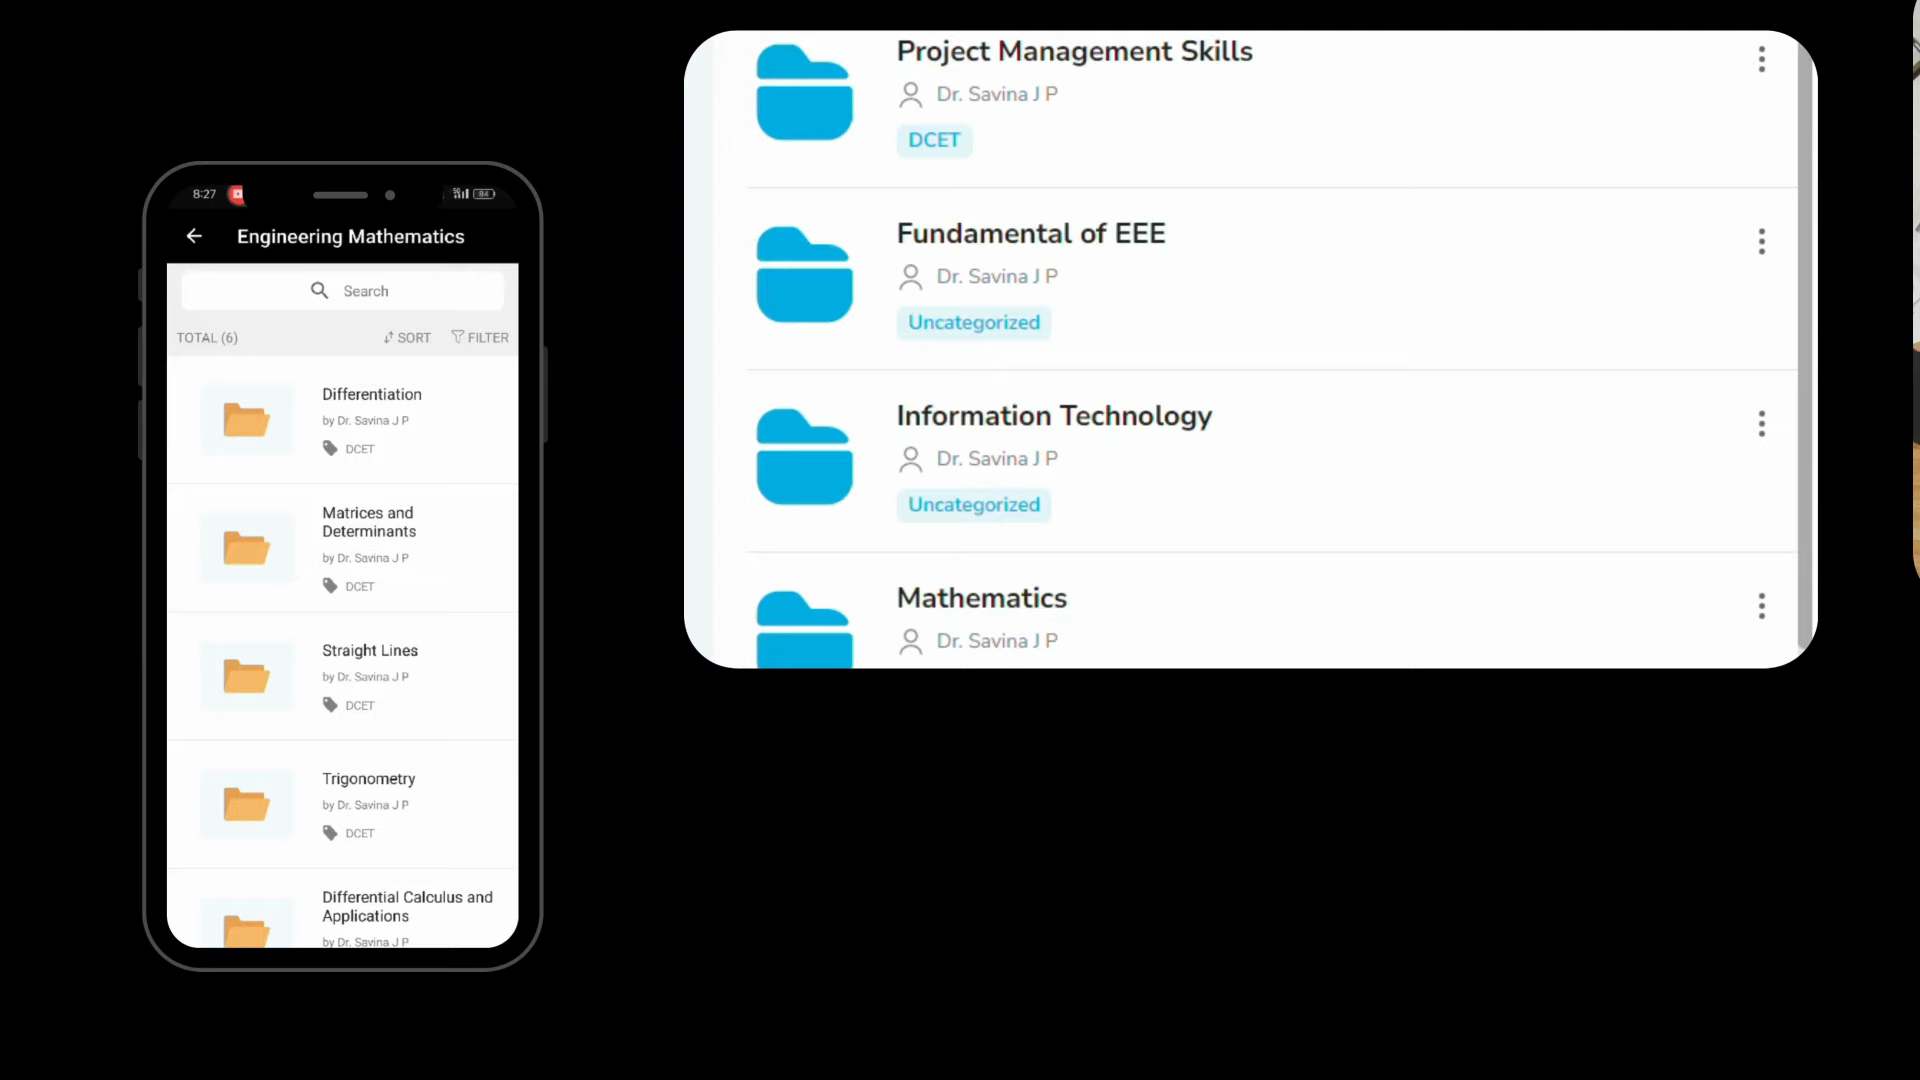 8:27
5G
84
Engineering Mathematics
Search
TOTAL (6)
SORT
FILTER
Differentiation
by Dr. Savina J P
DCET
Matrices and
Determinants
by Dr. Savina J P
DCET
Straight Lines
by Dr. Savina J P
DCET
Trigonometry
by Dr. Savina J P
DCET
Differential Calculus and
Applications
by Dr. Savina J P
Project Management Skills
Dr. Savina J P
DCET
Fundamental of EEE
Dr. Savina J P
Uncategorized
Information Technology
Dr. Savina J P
Uncategorized
Mathematics
Dr. Savina J P